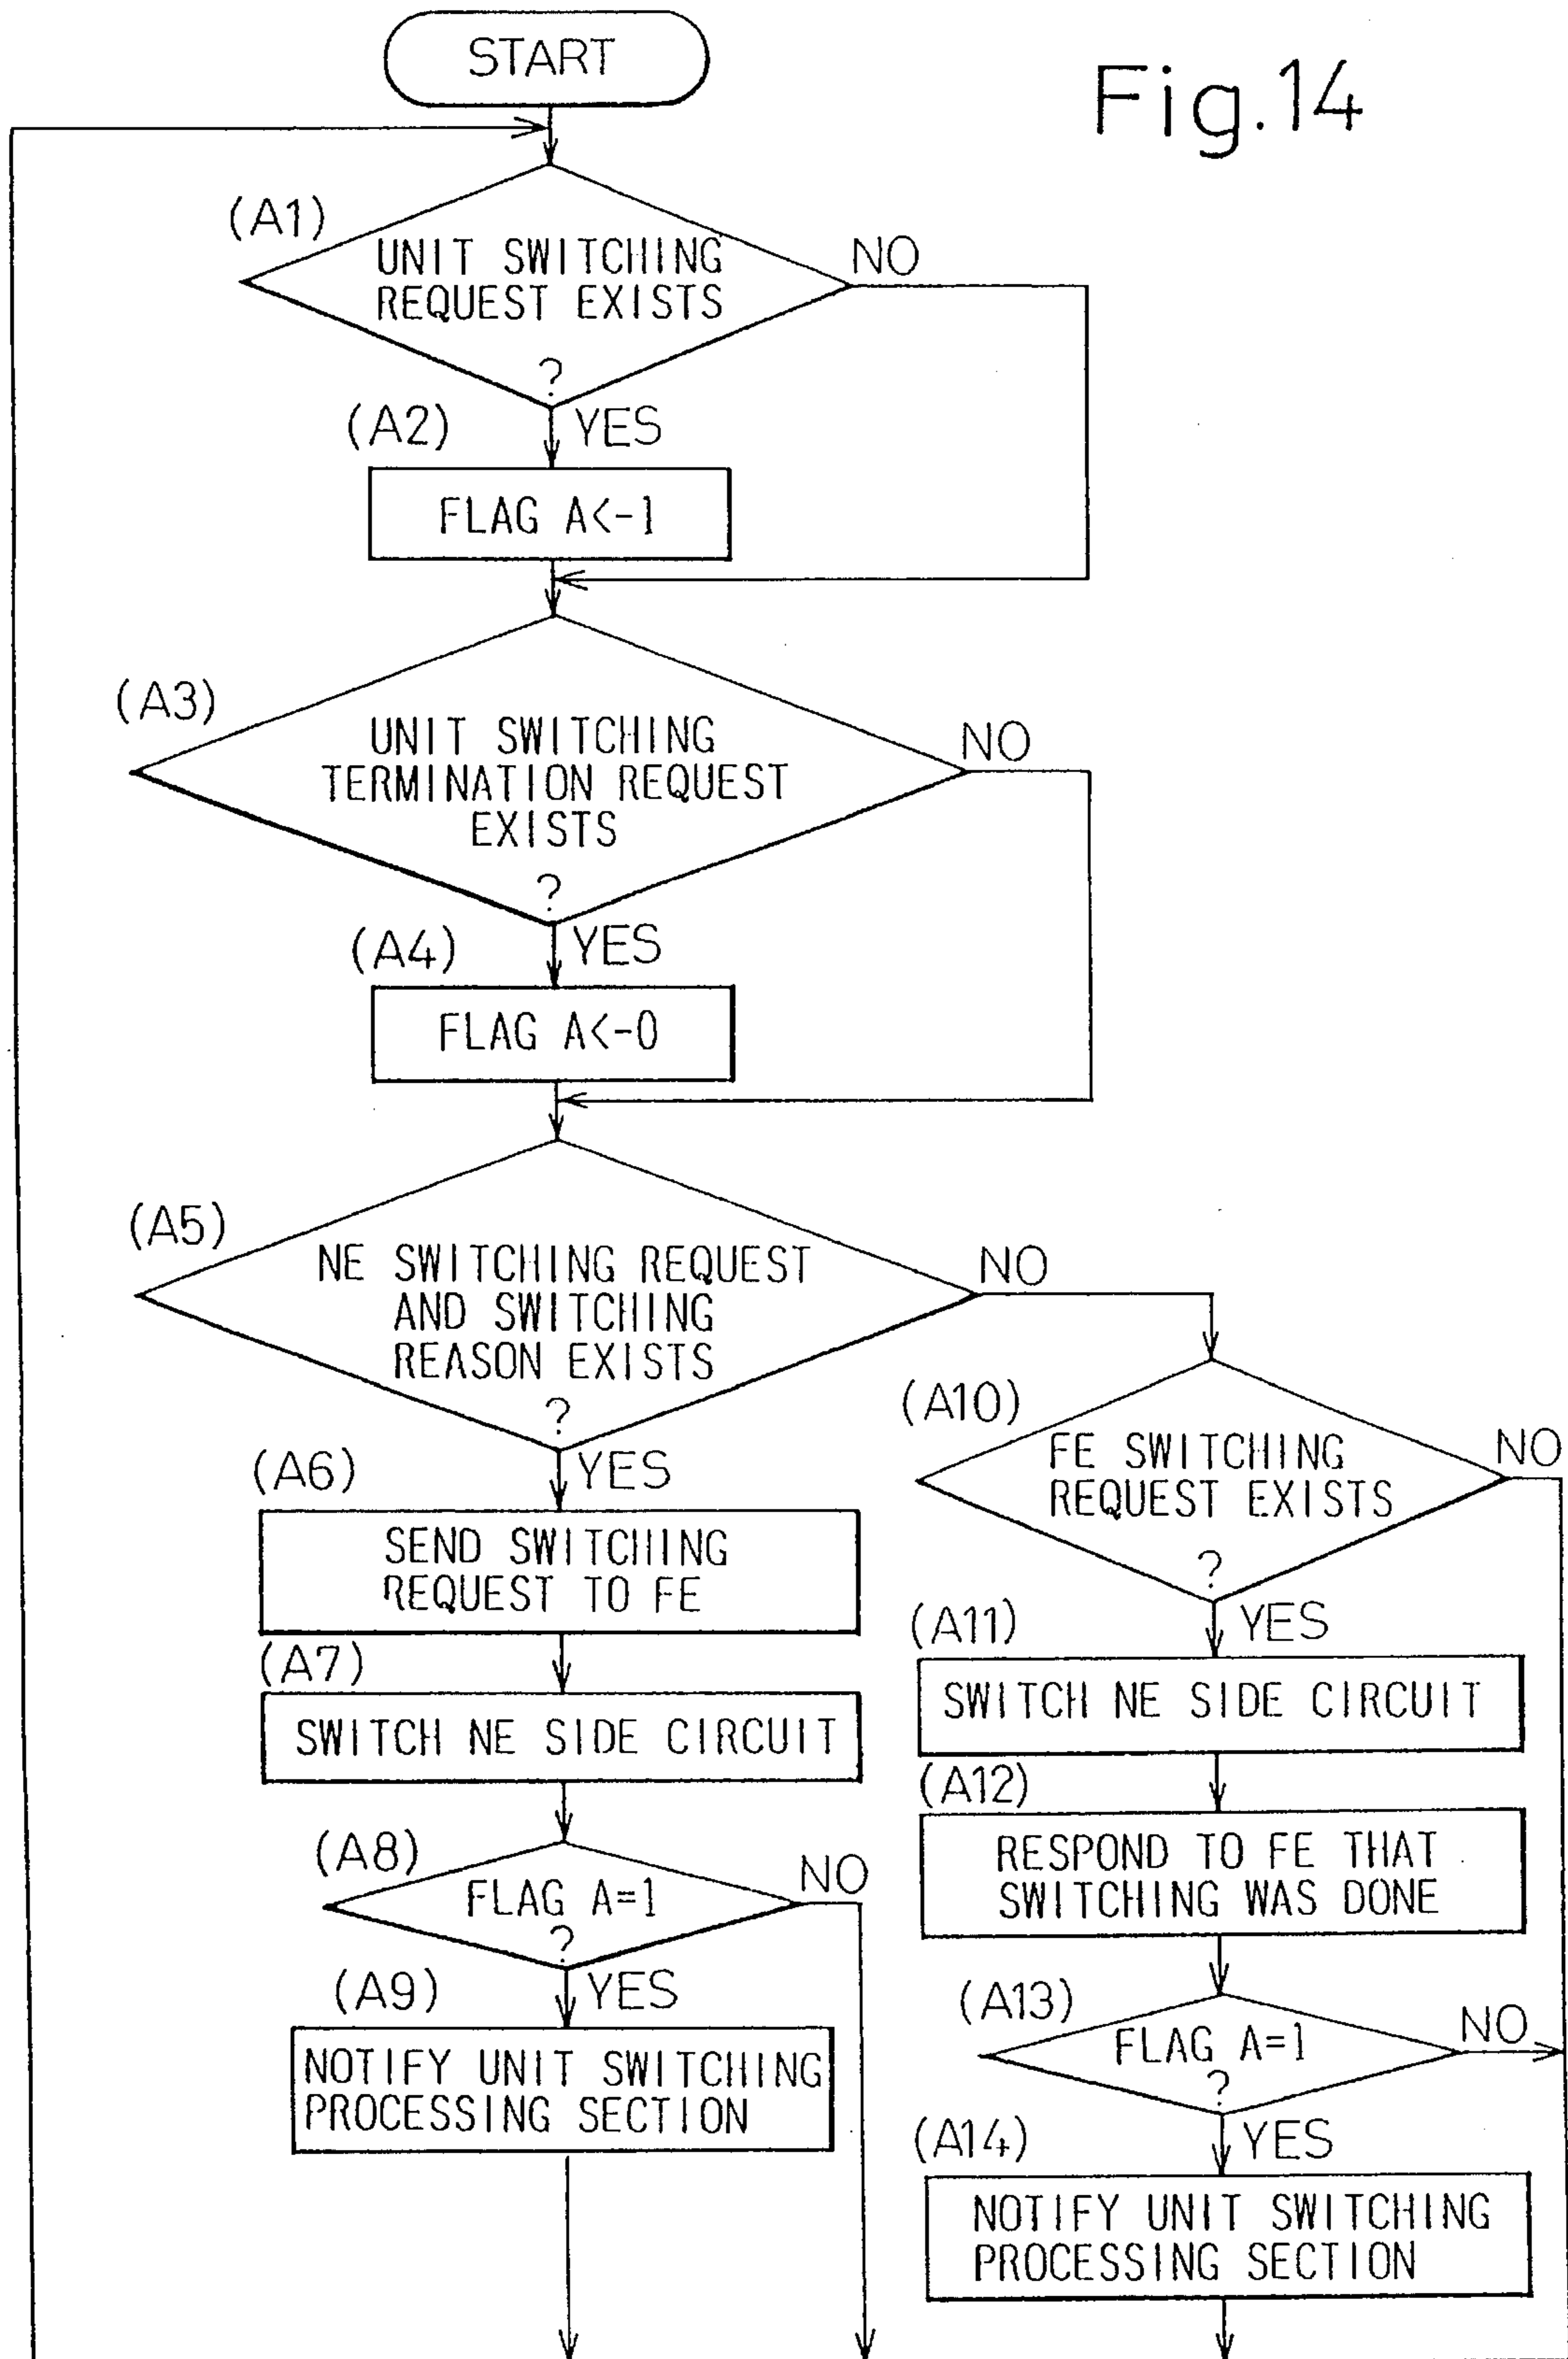 START
Fig.14
(A1)
UNIT SWITCHING
REQUEST EXISTS
?
NO
(A2)
YES
FLAG A<-1
(A3)
UNIT SWITCHING
TERMINATION REQUEST
EXISTS
?
NO
(A4)
YES
FLAG A<-0
(A5)
NE SWITCHING REQUEST
AND SWITCHING
REASON EXISTS
?
NO
(A6)
YES
SEND SWITCHING
REQUEST TO FE
(A7)
SWITCH NE SIDE CIRCUIT
(A8)
FLAG A=1
?
NO
(A9)
YES
NOTIFY UNIT SWITCHING
PROCESSING SECTION
(A10)
FE SWITCHING
REQUEST EXISTS
?
NO
(A11)
YES
SWITCH NE SIDE CIRCUIT
(A12)
RESPOND TO FE THAT
SWITCHING WAS DONE
(A13)
FLAG A=1
?
NO
(A14)
YES
NOTIFY UNIT SWITCHING
PROCESSING SECTION